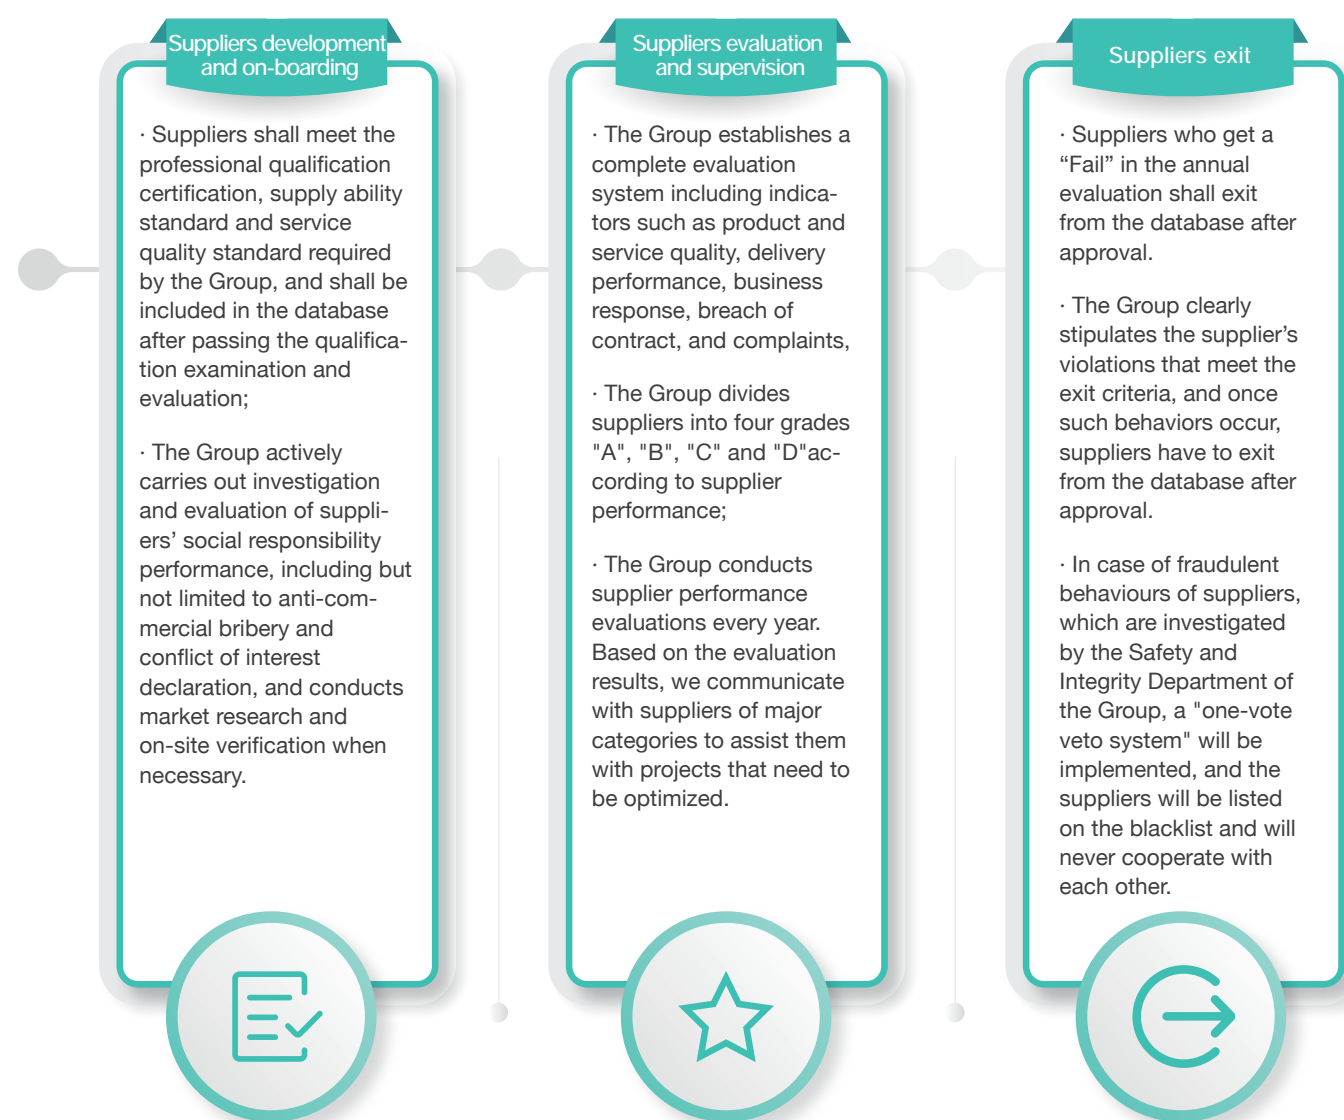 Suppliers development
and on-boarding
· Suppliers shall meet the
professional qualification
certification, supply ability
standard and service
quality standard required
by the Group, and shall be
included in the database
after passing the qualifica-
tion examination and
evaluation;
· The Group actively
carries out investigation
and evaluation of suppli-
ers’ social responsibility
performance, including but
not limited to anti-com-
mercial bribery and
conflict of interest
declaration, and conducts
market research and
on-site verification when
necessary.
Suppliers evaluation
and supervision
· The Group establishes a
complete evaluation
system including indica-
tors such as product and
service quality, delivery
performance, business
response, breach of
contract, and complaints,
· The Group divides
suppliers into four grades
"A", "B", "C" and "D"ac-
cording to supplier
performance;
· The Group conducts
supplier performance
evaluations every year.
Based on the evaluation
results, we communicate
with suppliers of major
categories to assist them
with projects that need to
be optimized.
Suppliers exit
· Suppliers who get a
“Fail” in the annual
evaluation shall exit
from the database after
approval.
· The Group clearly
stipulates the supplier’s
violations that meet the
exit criteria, and once
such behaviors occur,
suppliers have to exit
from the database after
approval.
· In case of fraudulent
behaviours of suppliers,
which are investigated
by the Safety and
Integrity Department of
the Group, a "one-vote
veto system" will be
implemented, and the
suppliers will be listed
on the blacklist and will
never cooperate with
each other.